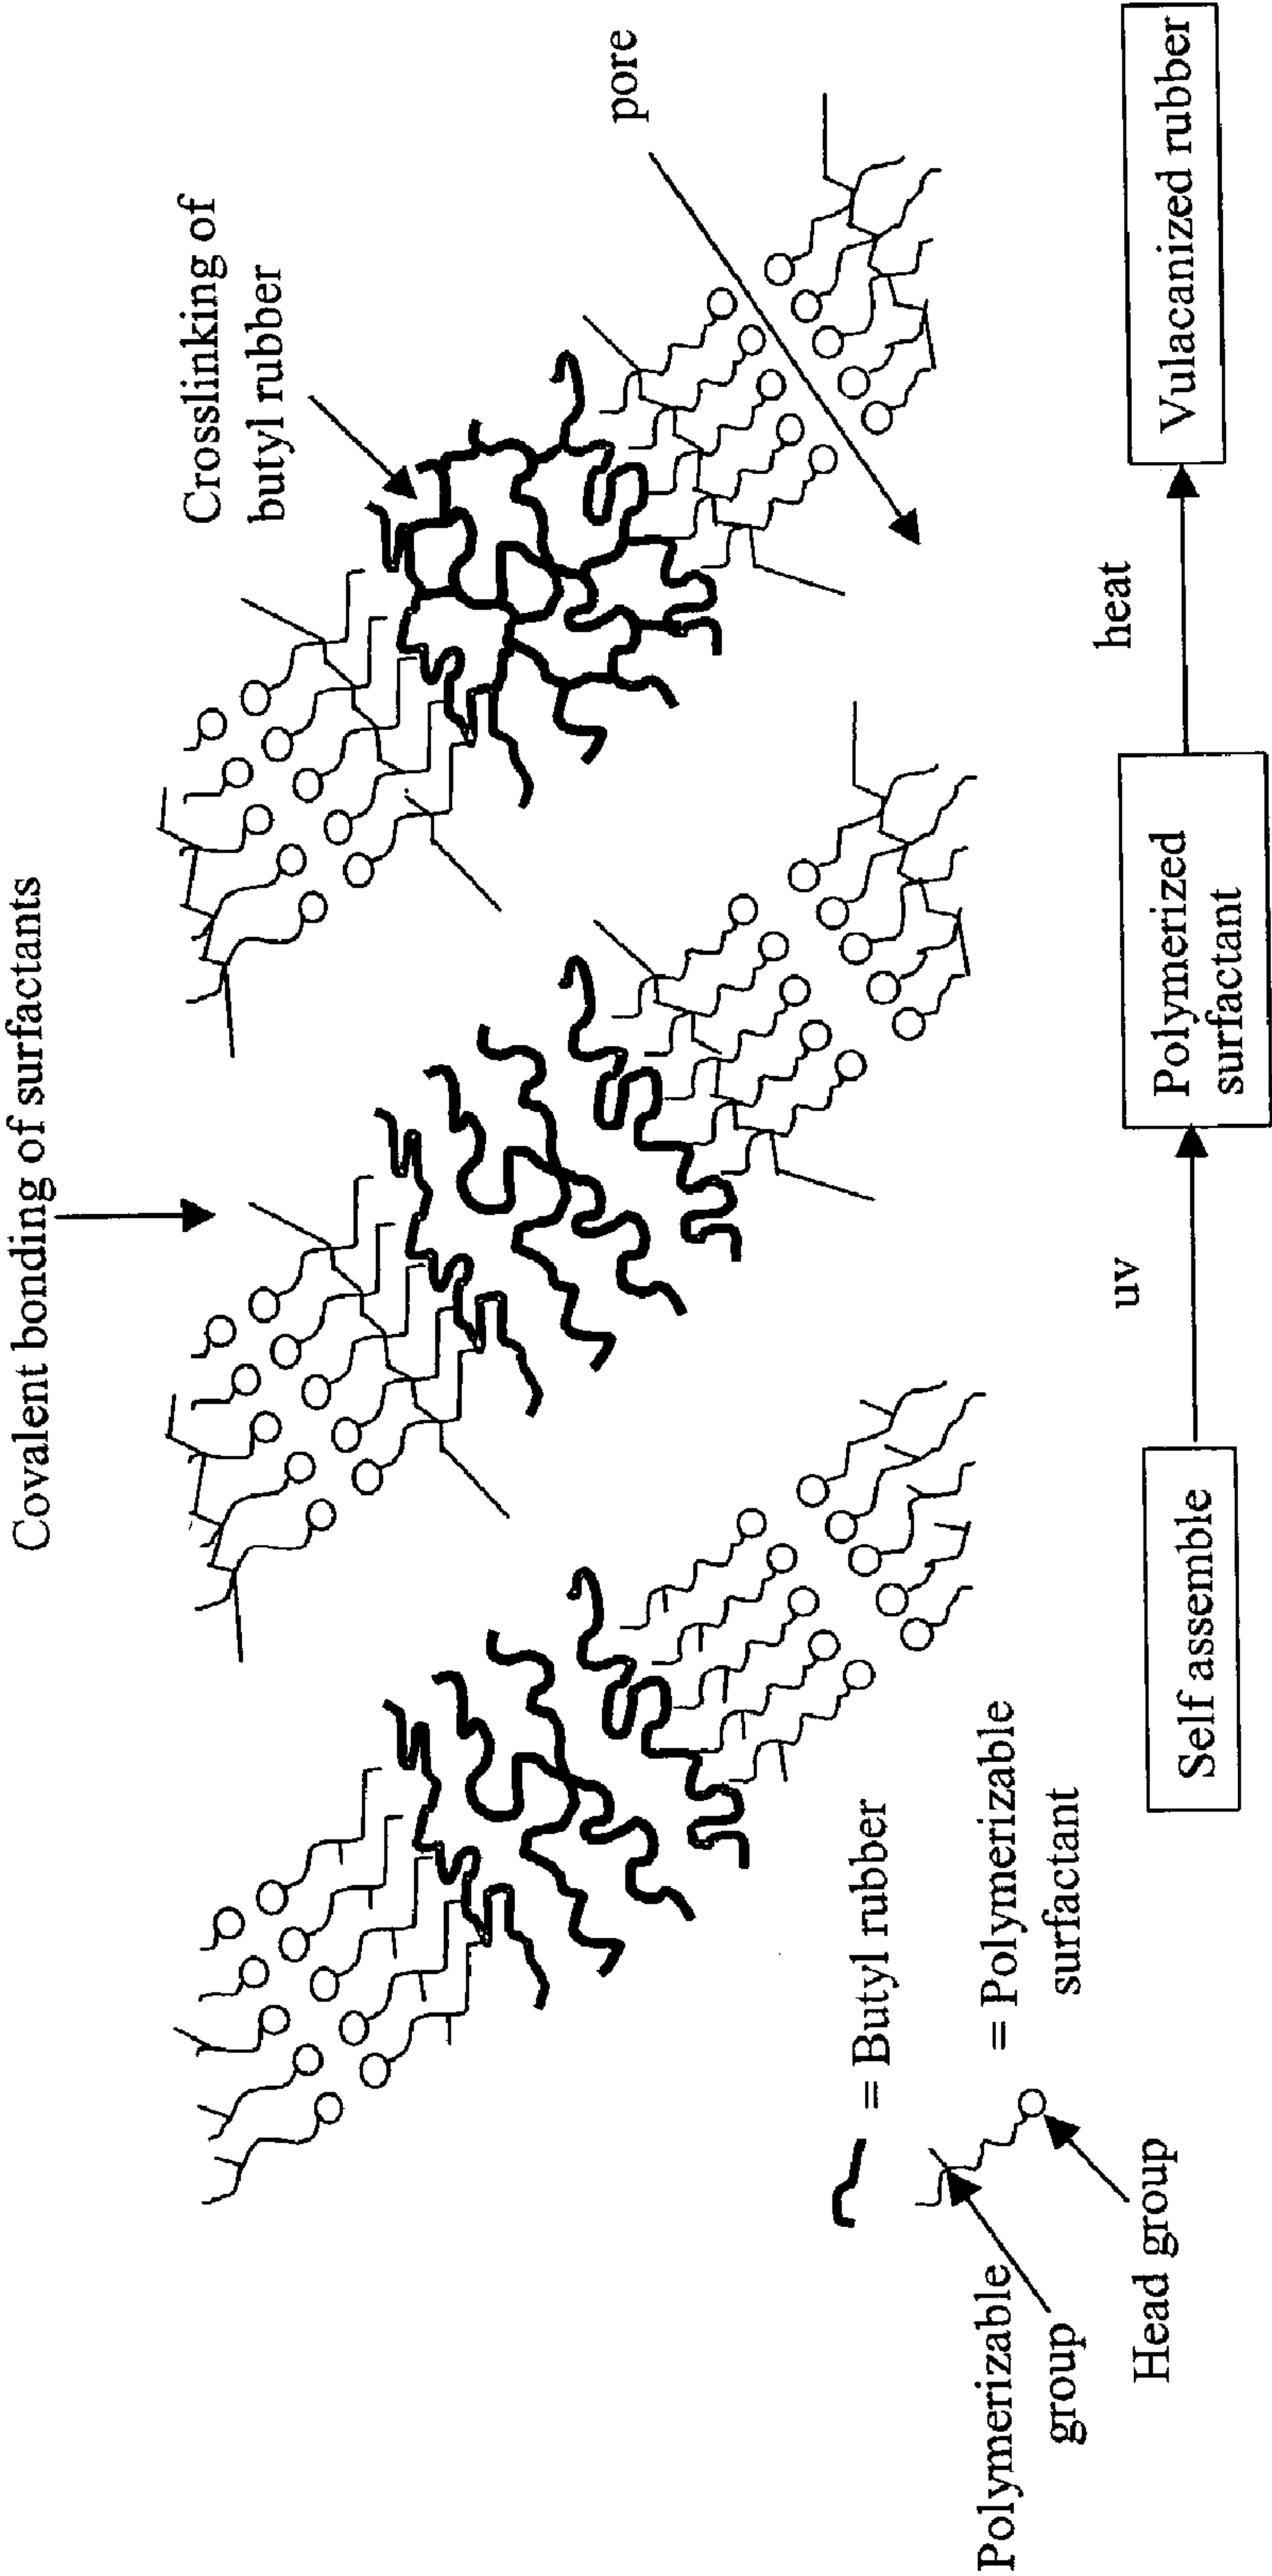 Covalent bonding of surfactants
Crosslinking of
butyl rubber
pore
= Butyl rubber
= Polymerizable
surfactant
Polymerizable
group
Head group
Self assemble
uv
Polymerized
surfactant
heat
Vulacanized rubber